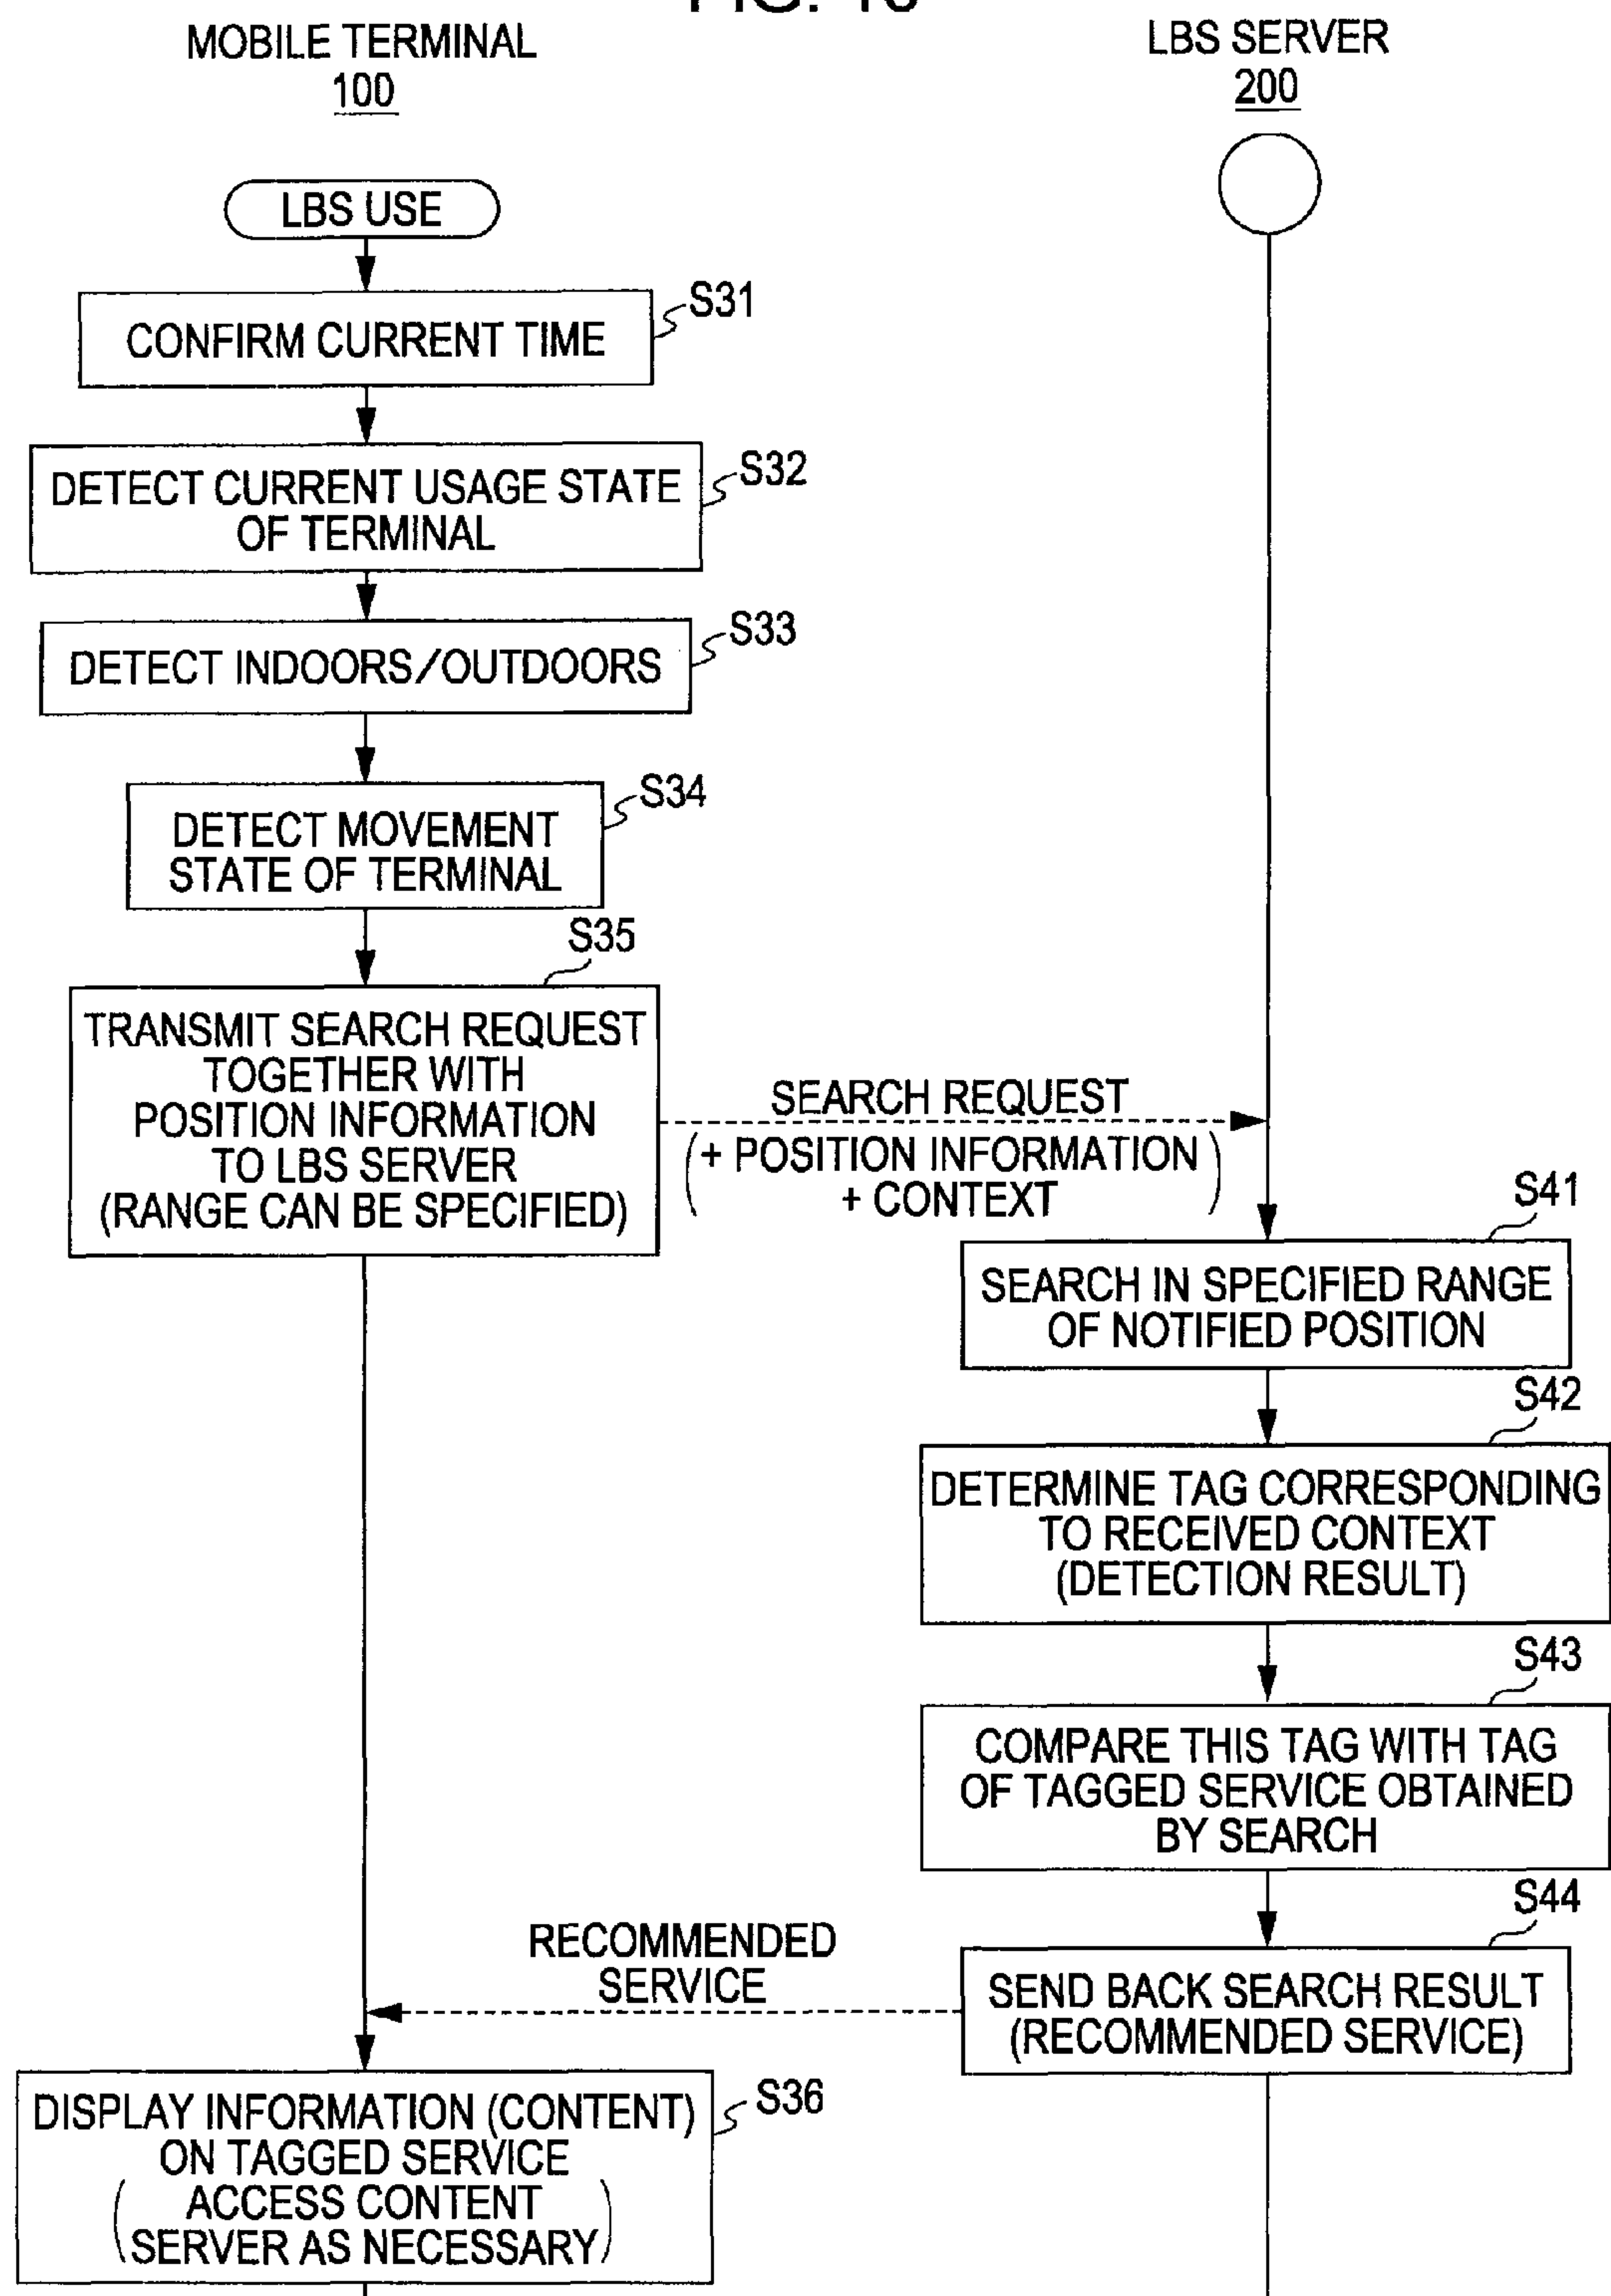 MOBILE TERMINAL
100
LBS SERVER
200
LBS USE
S31
CONFIRM CURRENT TIME
S32
DETECT CURRENT USAGE STATE
OF TERMINAL
S33
DETECT INDOORS/OUTDOORS
S34
DETECT MOVEMENT
STATE OF TERMINAL
S35
TRANSMIT SEARCH REQUEST
TOGETHER WITH
POSITION INFORMATION
TO LBS SERVER
(RANGE CAN BE SPECIFIED)
SEARCH REQUEST
(+ POSITION INFORMATION
+ CONTEXT)
S41
SEARCH IN SPECIFIED RANGE
OF NOTIFIED POSITION
S42
DETERMINE TAG CORRESPONDING
TO RECEIVED CONTEXT
(DETECTION RESULT)
S43
COMPARE THIS TAG WITH TAG
OF TAGGED SERVICE OBTAINED
BY SEARCH
S44
SEND BACK SEARCH RESULT
(RECOMMENDED SERVICE)
RECOMMENDED
SERVICE
S36
DISPLAY INFORMATION (CONTENT)
ON TAGGED SERVICE
(ACCESS CONTENT
SERVER AS NECESSARY)